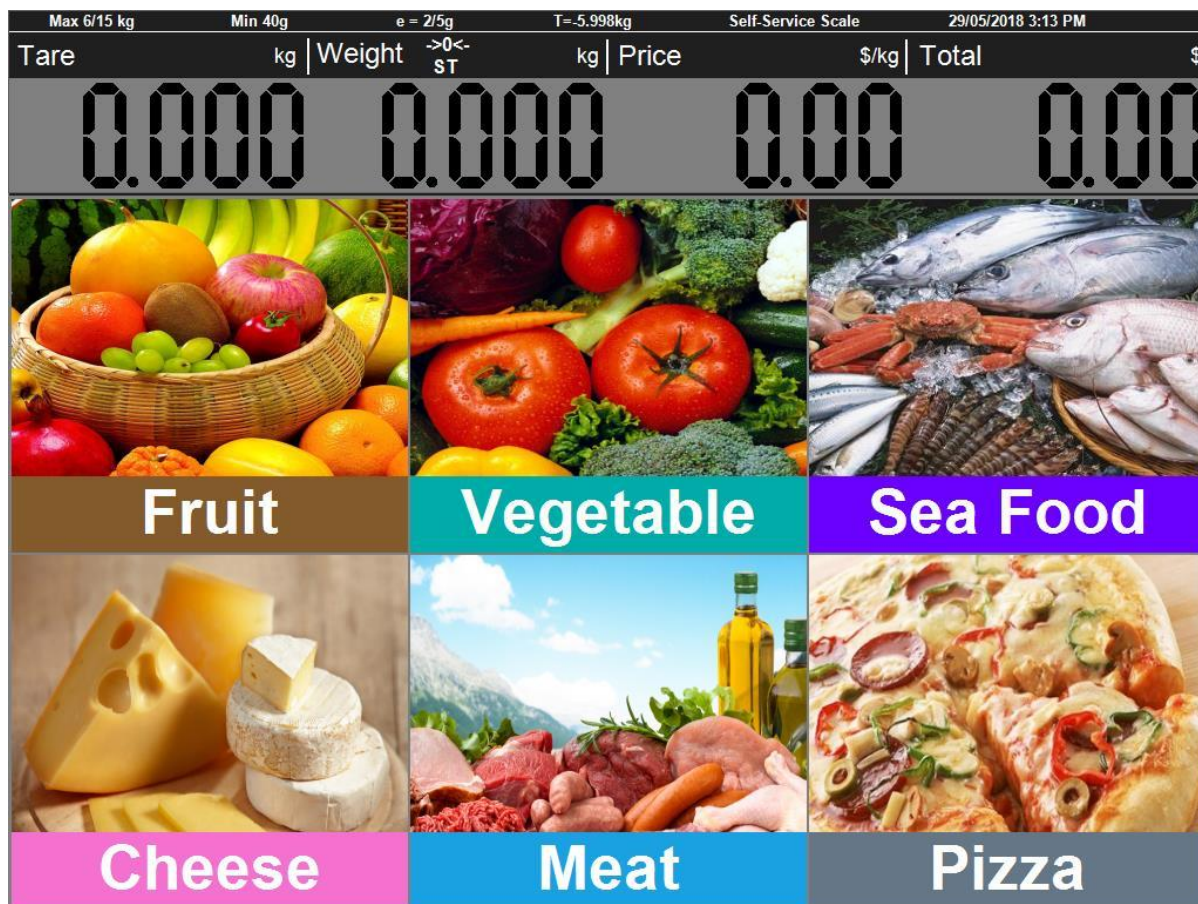 Max 6/15 kg Min 40g e = 2/5g T=-5.998kg Self-Service Scale 29/05/2018 3:13 PM
Tare kg Weight ->0<- ST kg Price $/kg Total $
0.000 0.000 0.00 0.00
Fruit Vegetable Sea Food
Cheese Meat Pizza